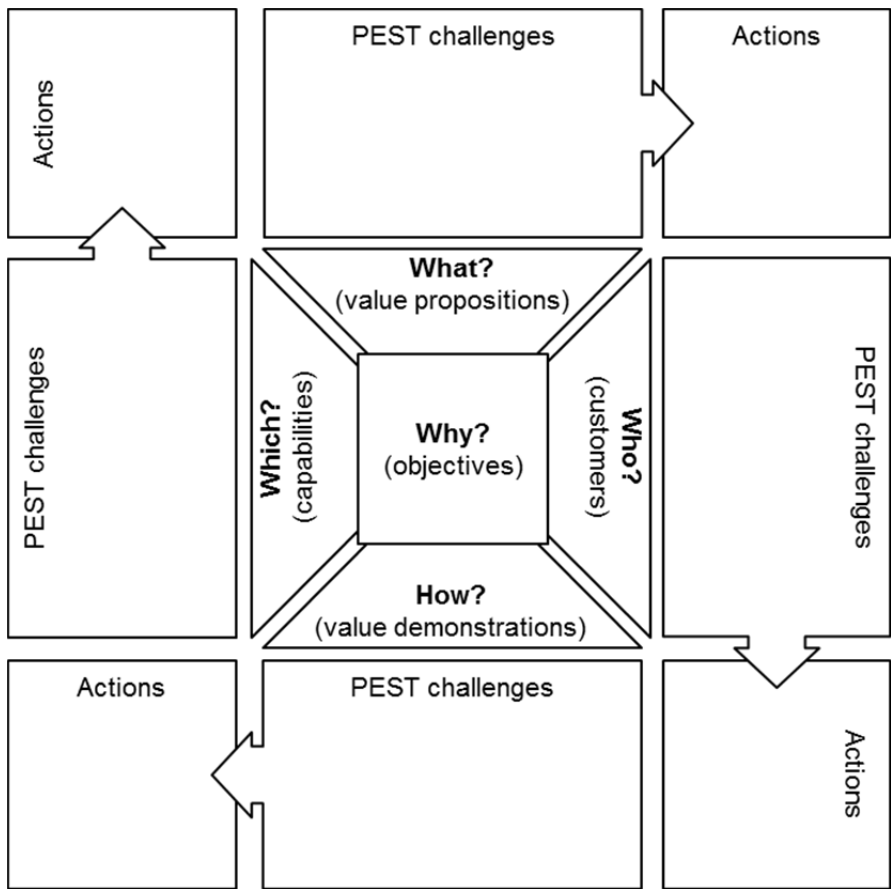 Actions
PEST challenges
Actions
What?
(value propositions)
PEST challenges
Which?
(capabilities)
Why?
(objectives)
Who?
(customers)
PEST challenges
How?
(value demonstrations)
Actions
PEST challenges
Actions